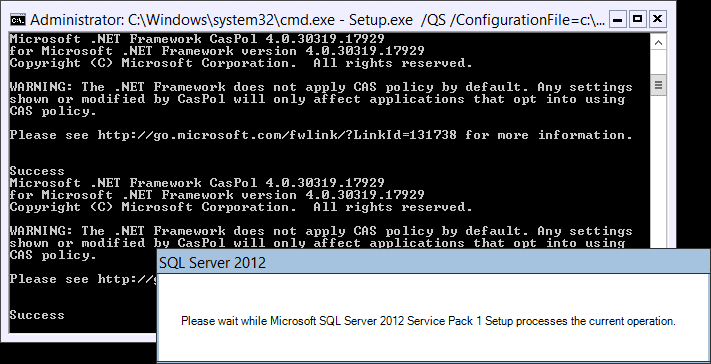 Administrator: C:\Windows\system32\cmd.exe - Setup.exe /QS /ConfigurationFile=c:\...
Microsoft .NET Framework CasPol 4.0.30319.17929
for Microsoft .NET Framework version 4.0.30319.17929
Copyright (C) Microsoft Corporation.  All rights reserved.
WARNING: The .NET Framework does not apply CAS policy by default. Any settings
shown or modified by CasPol will only affect applications that opt into using
CAS policy.
Please see http://go.microsoft.com/fwlink/?LinkId=131738 for more information.
Success
Microsoft .NET Framework CasPol 4.0.30319.17929
for Microsoft .NET Framework version 4.0.30319.17929
Copyright (C) Microsoft Corporation.  All rights reserved.
WARNING: The .NET Framework does not apply CAS policy by default. Any settings
shown or modified by CasPol will only affect applications that opt into using
CAS policy.
Please see http://g
Success
SQL Server 2012
Please wait while Microsoft SQL Server 2012 Service Pack 1 Setup processes the current operation.